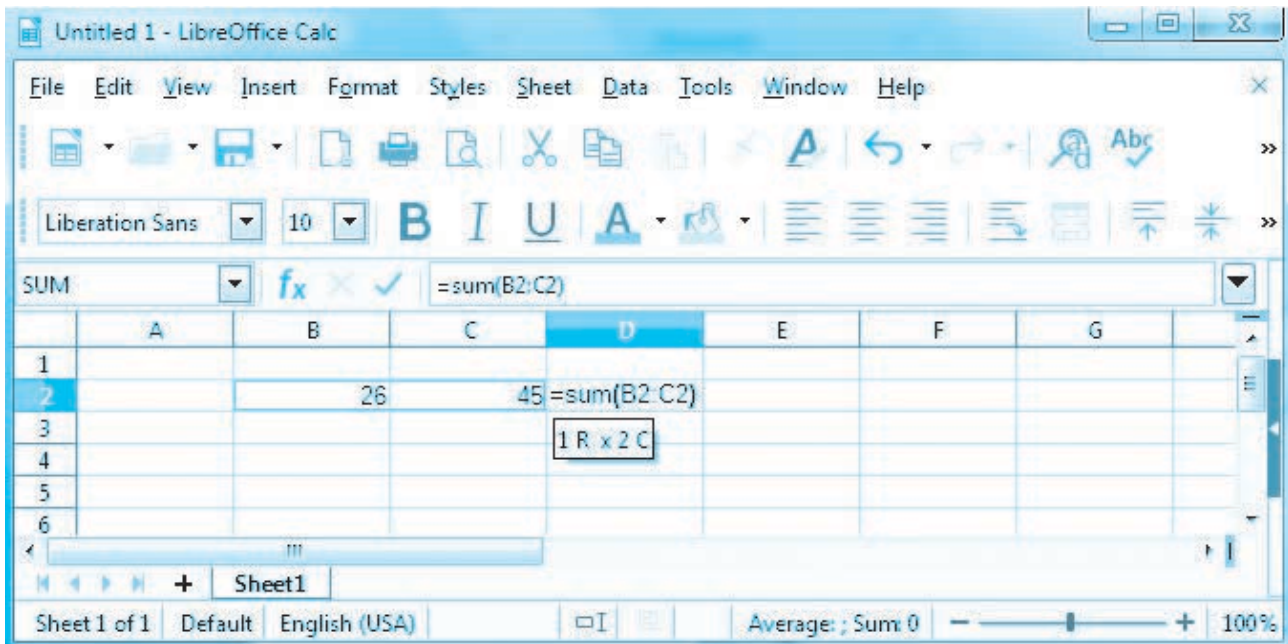 Untitled 1 - LibreOffice Calc
File Edit View Insert Format Styles Sheet Data Tools Window Help
Abc
Liberation Sans 10 B I U A
SUM fx =sum(B2:C2)
A B C D E F G
1
2 26 45 =sum(B2:C2)
3 1 R x 2 C
4
5
6
+ Sheet1
Sheet 1 of 1 Default English (USA) Average: ; Sum: 0 − + 100%